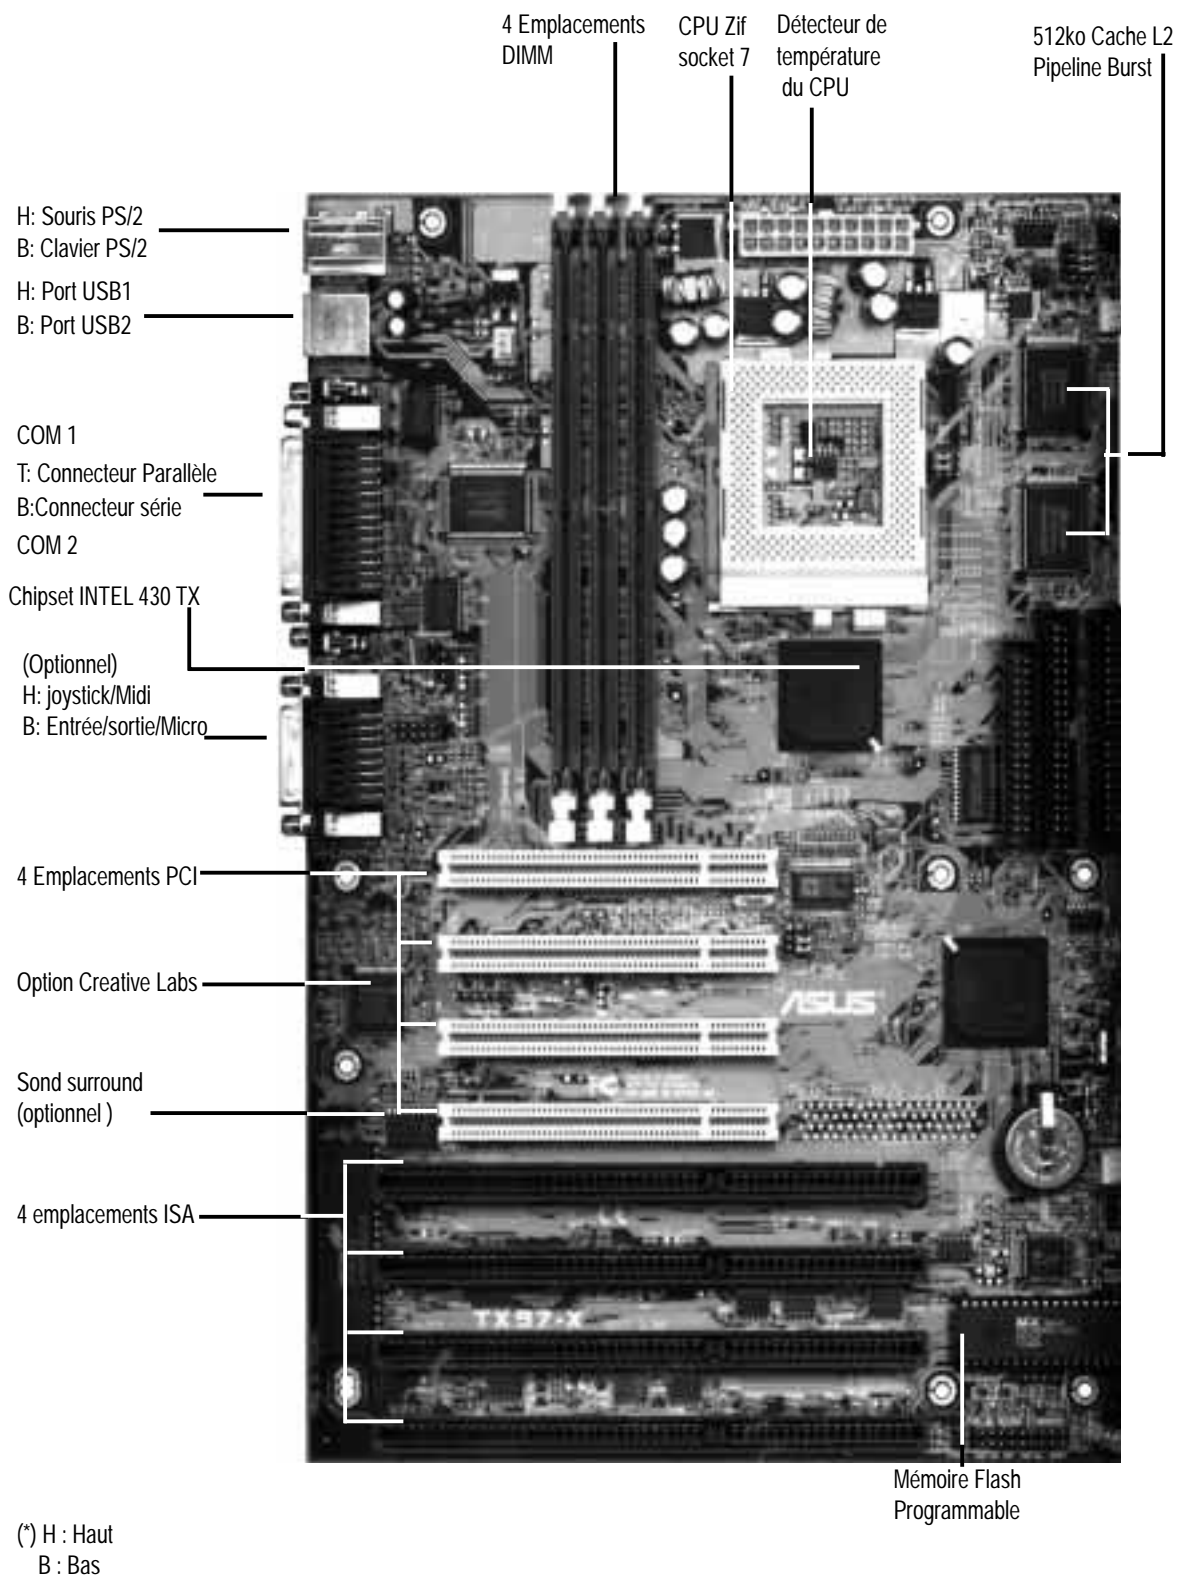 4 Emplacements
DIMM
CPU Zif
socket 7
Détecteur de
température
du CPU
512ko Cache L2
Pipeline Burst
H: Souris PS/2
B: Clavier PS/2
H: Port USB1
B: Port USB2
COM 1
T: Connecteur Parallèle
B:Connecteur série
COM 2
Chipset INTEL 430 TX
(Optionnel)
H: joystick/Midi
B: Entrée/sortie/Micro
4 Emplacements PCI
Option Creative Labs
ASUS
Sond surround
(optionnel )
4 emplacements ISA
TX97-X
Mémoire Flash
Programmable
(*) H : Haut
B : Bas